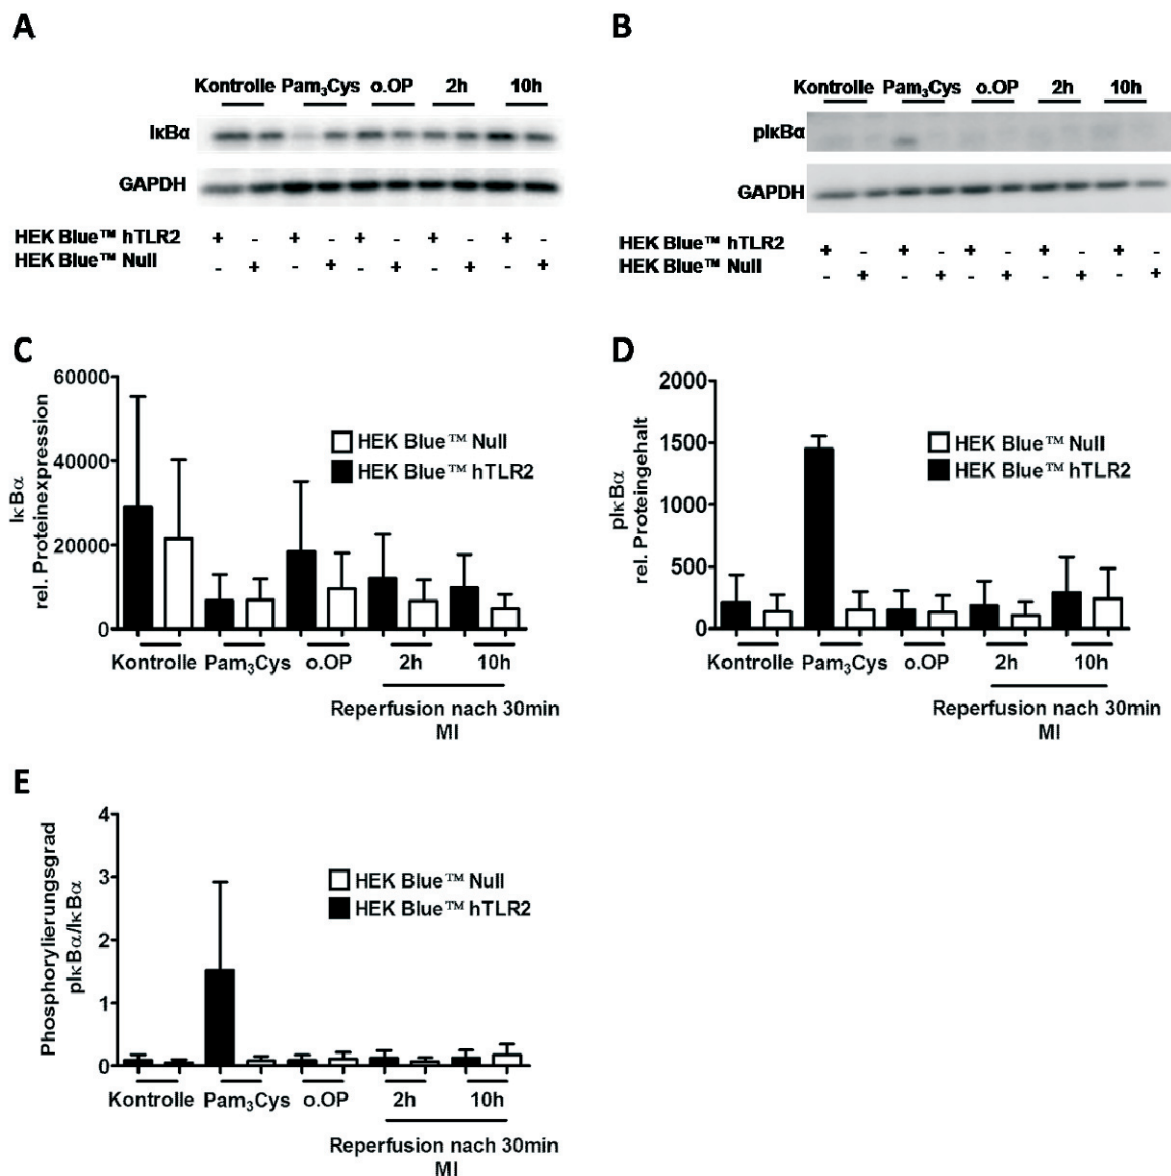 A
Kontrolle Pam₃Cys o.OP 2h 10h
IκBα
GAPDH
HEK Blue™ hTLR2 + - + - + - + - + -
HEK Blue™ Null - + - + - + - + - +
B
Kontrolle Pam₃Cys o.OP 2h 10h
pIκBα
GAPDH
HEK Blue™ hTLR2 + - + - + - + - + -
HEK Blue™ Null - + - + - + - + - +
C
IκBα
rel. Proteinexpression
60000
40000
20000
0
HEK Blue™ Null
HEK Blue™ hTLR2
Kontrolle Pam₃Cys o.OP 2h 10h
Reperfusion nach 30min
MI
D
pIκBα
rel. Proteingehalt
2000
1500
1000
500
0
HEK Blue™ Null
HEK Blue™ hTLR2
Kontrolle Pam₃Cys o.OP 2h 10h
Reperfusion nach 30min
MI
E
Phosphorylierungsgrad
pIκBα/IκBα
4
3
2
1
0
HEK Blue™ Null
HEK Blue™ hTLR2
Kontrolle Pam₃Cys o.OP 2h 10h
Reperfusion nach 30min
MI